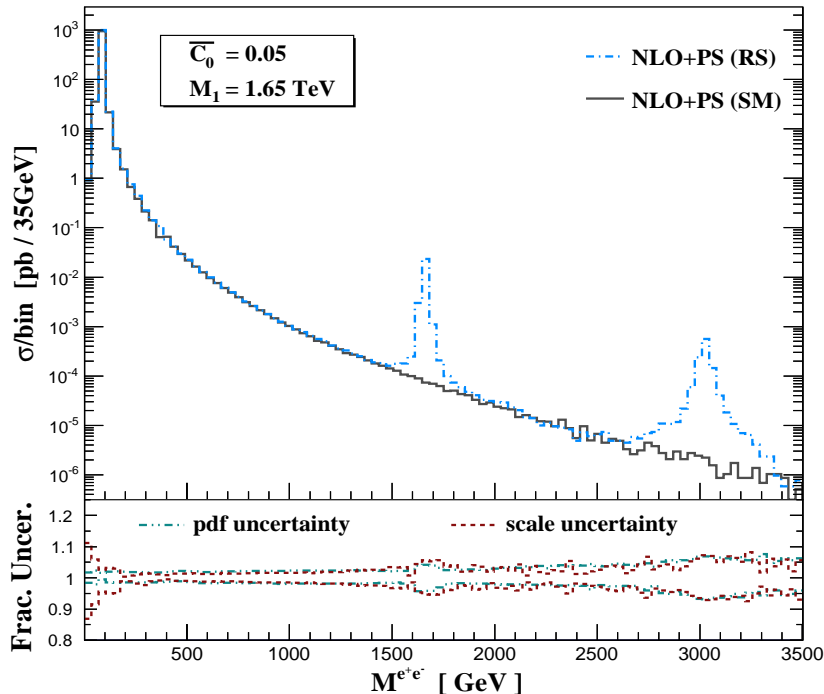 C̅₀ = 0.05
M₁ = 1.65 TeV
NLO+PS (RS)
NLO+PS (SM)
σ/bin [pb / 35GeV]
10³
10²
10
1
10⁻¹
10⁻²
10⁻³
10⁻⁴
10⁻⁵
10⁻⁶
pdf uncertainty
scale uncertainty
Frac. Uncer.
1.2
1.1
1
0.9
0.8
500 1000 1500 2000 2500 3000 3500
M^{e⁺e⁻} [ GeV ]